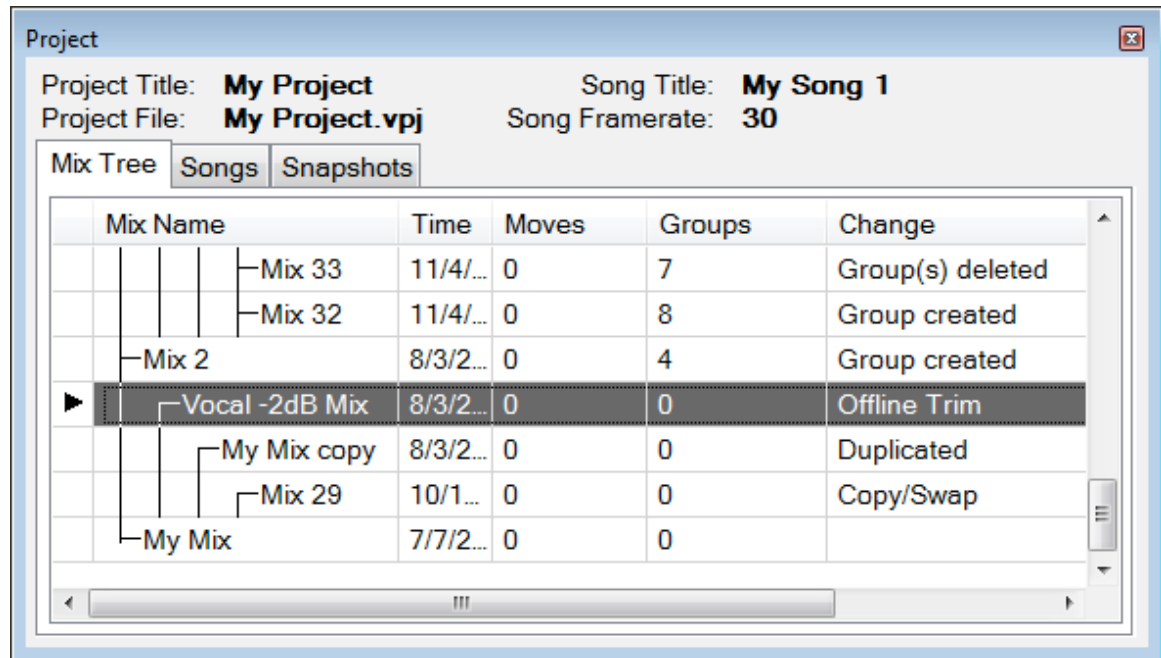 Project
Project Title: My Project Song Title: My Song 1
Project File: My Project.vpj Song Framerate: 30
Mix Tree Songs Snapshots
Mix Name Time Moves Groups Change
Mix 33 11/4/... 0 7 Group(s) deleted
Mix 32 11/4/... 0 8 Group created
Mix 2 8/3/2... 0 4 Group created
Vocal -2dB Mix 8/3/2... 0 0 Offline Trim
My Mix copy 8/3/2... 0 0 Duplicated
Mix 29 10/1... 0 0 Copy/Swap
My Mix 7/7/2... 0 0